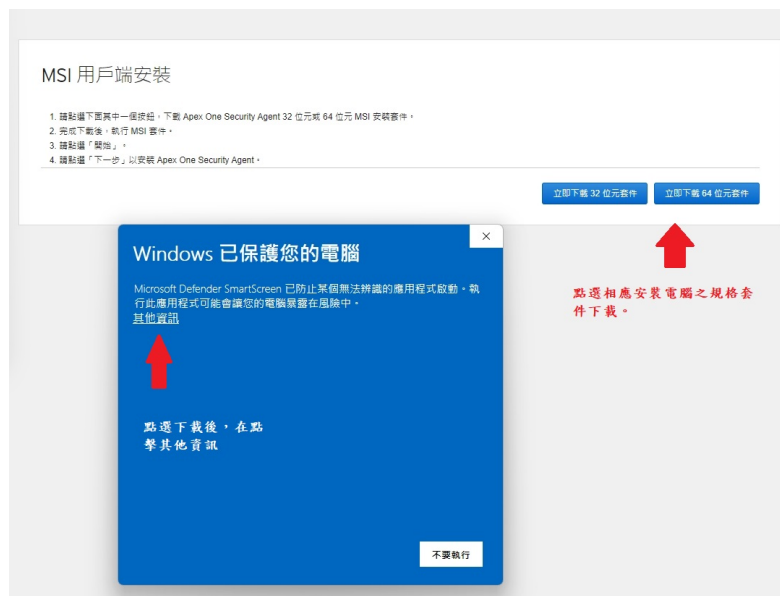 MSI 用戶端安裝
1. 請點選下面其中一個按鈕，下載 Apex One Security Agent 32 位元或 64 位元 MSI 安裝套件。
2. 完成下載後，執行 MSI 套件。
3. 請點選「開始」，
4. 請點選「下一步」以安裝 Apex One Security Agent。
立即下載 32 位元套件
立即下載 64 位元套件
點選相應安裝電腦之規格套
件下載。
Windows 已保護您的電腦
Microsoft Defender SmartScreen 已防止某個無法辨識的應用程式啟動。執
行此應用程式可能會讓您的電腦暴露在風險中。
其他資訊
點選下載後，在點
擊其他資訊
不要執行